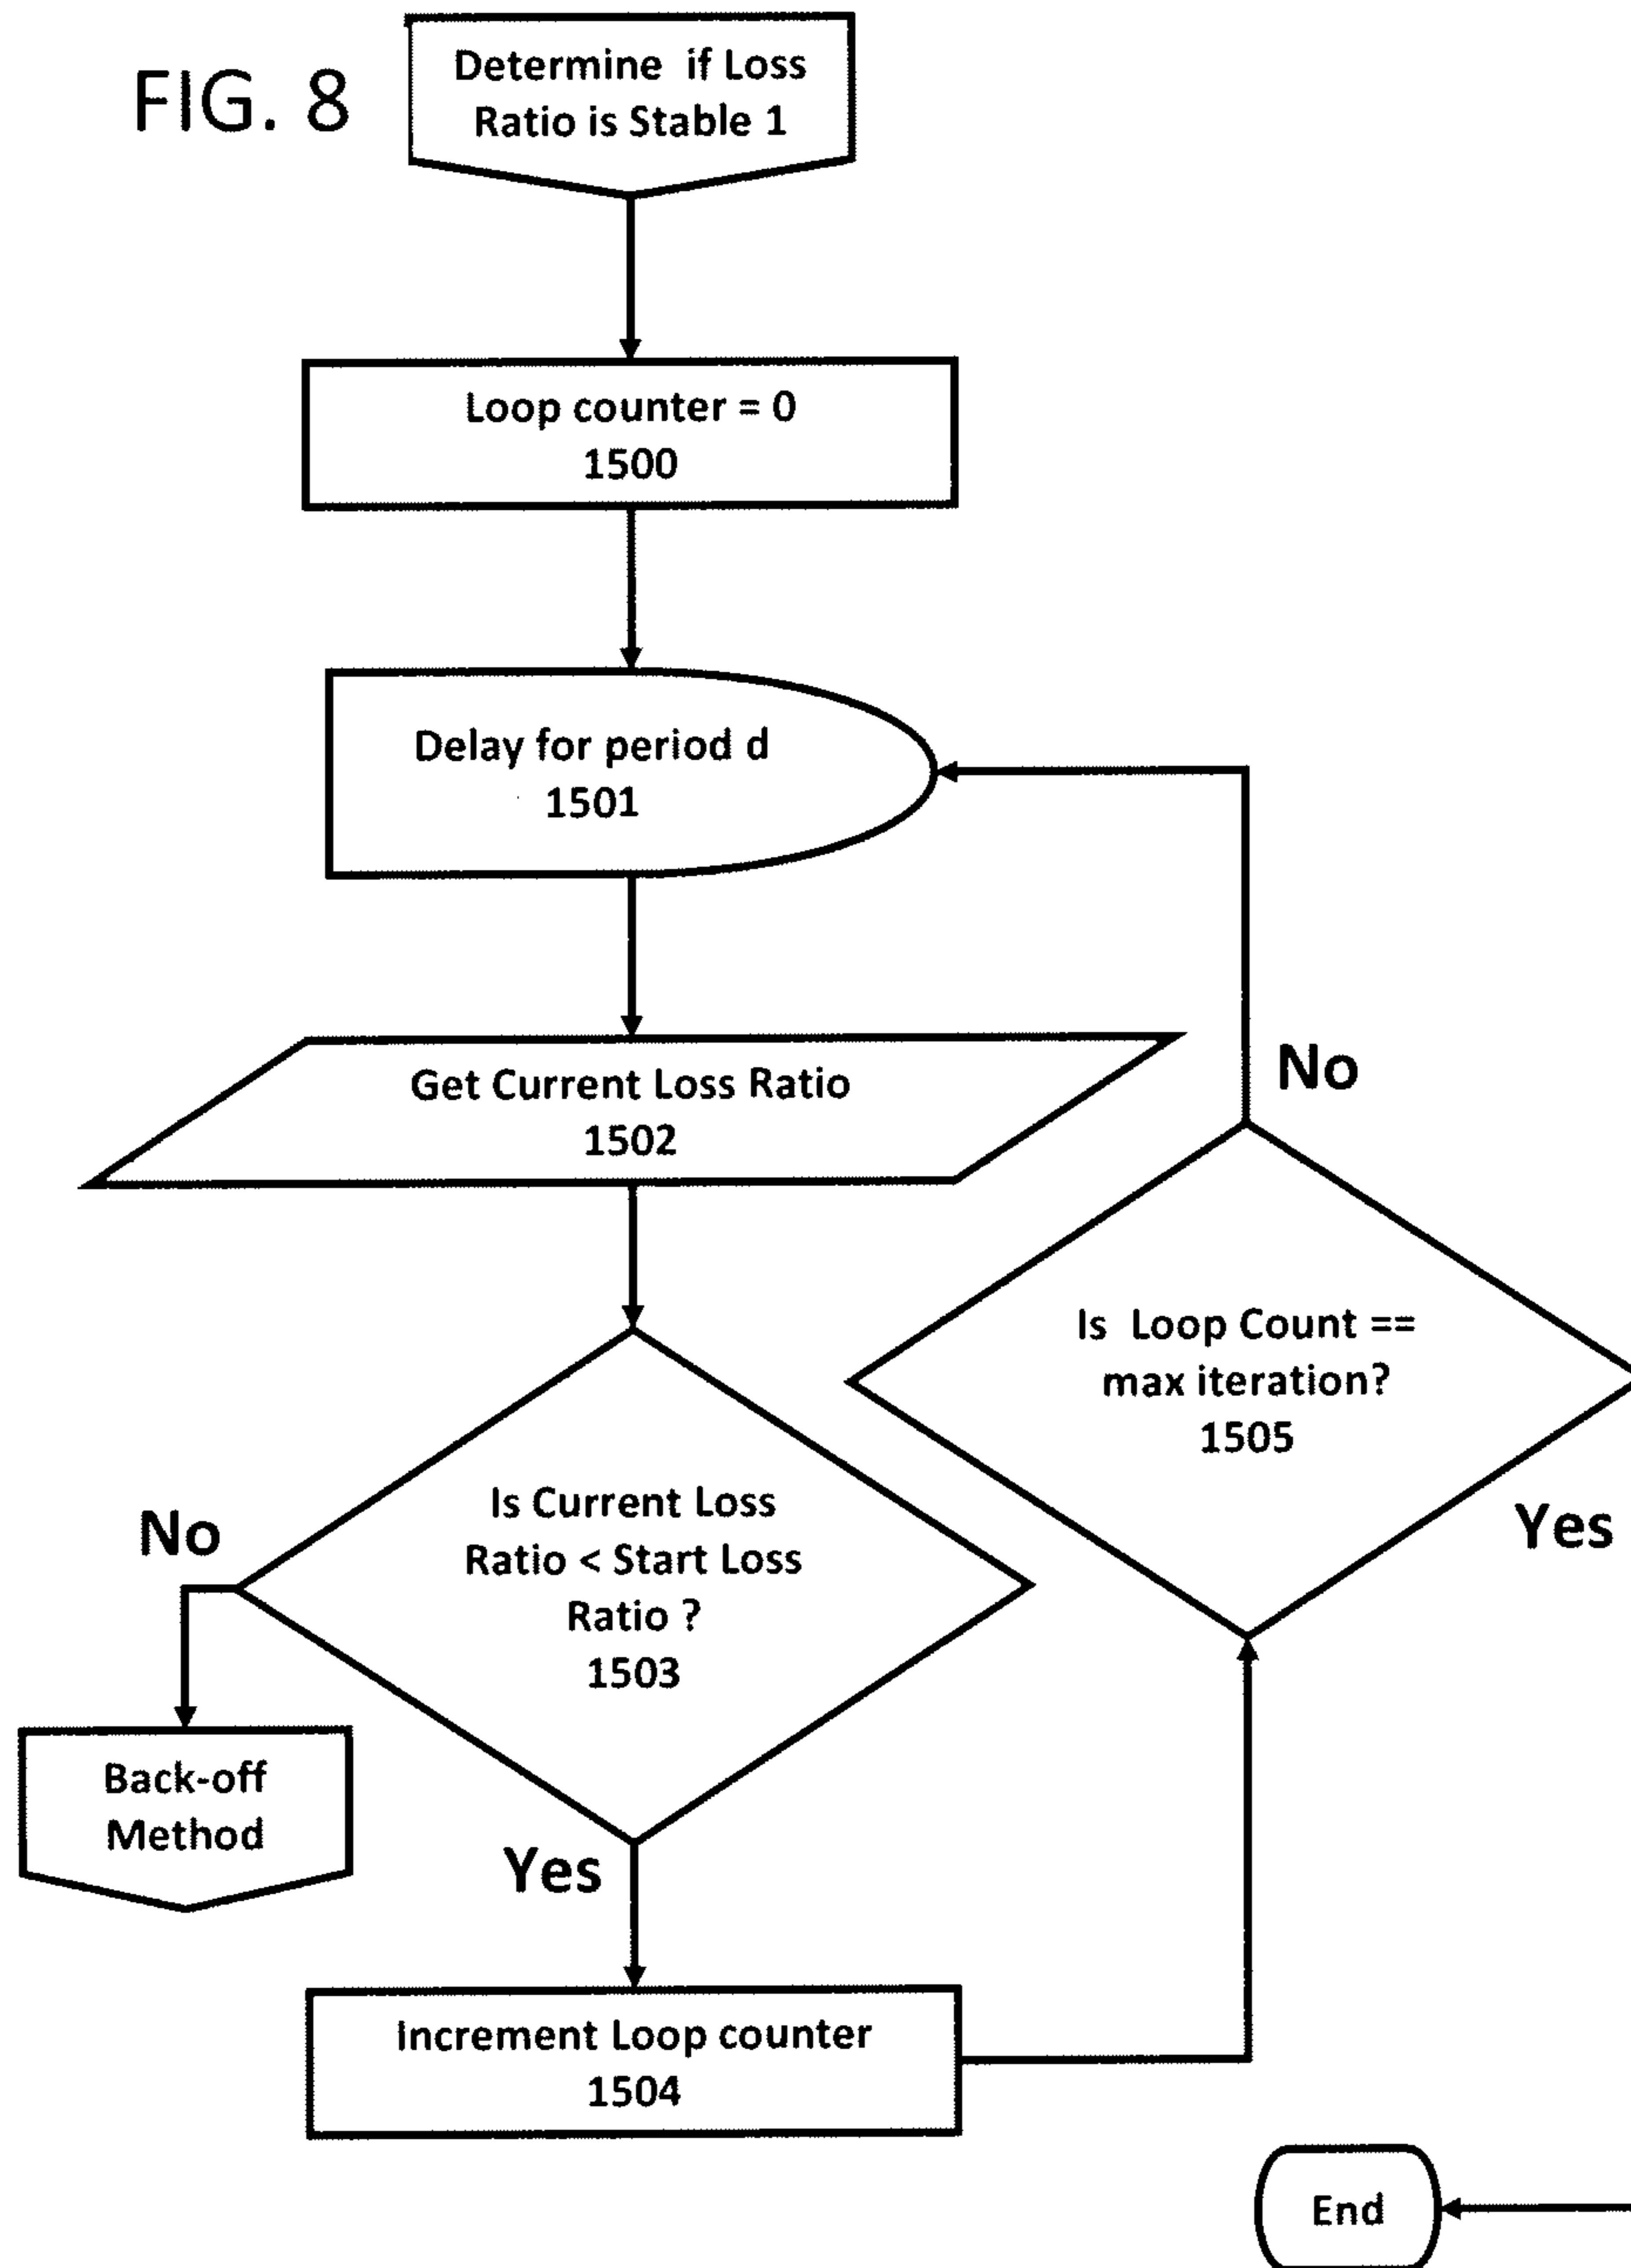 FIG. 8
Determine if Loss
Ratio is Stable 1
Loop counter = 0
1500
Delay for period d
1501
Get Current Loss Ratio
1502
No
Is Loop Count ==
max iteration?
1505
Yes
Is Current Loss
Ratio < Start Loss
Ratio ?
1503
No
Back-off
Method
Yes
Increment Loop counter
1504
End